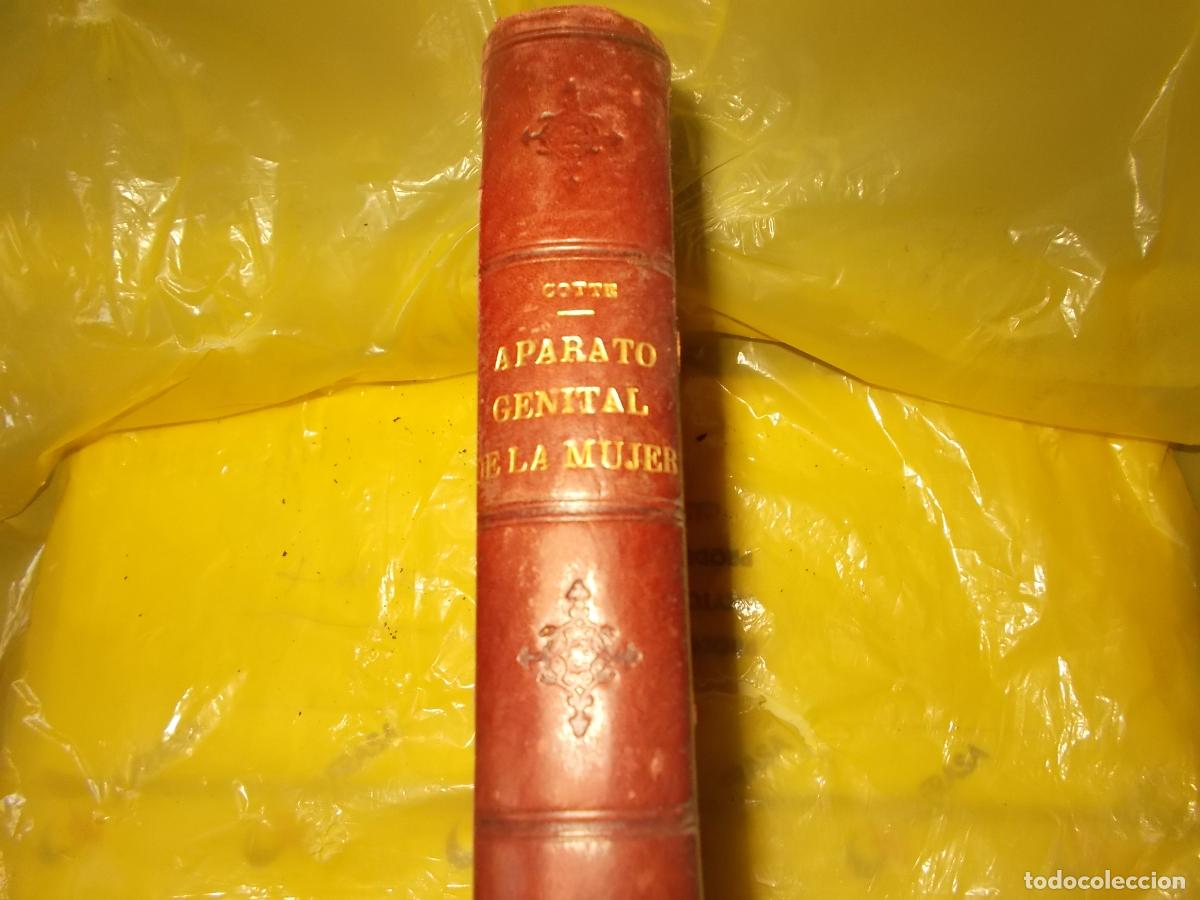 COTTE
APARATO
GENITAL
DE LA MUJER
todocoleccion